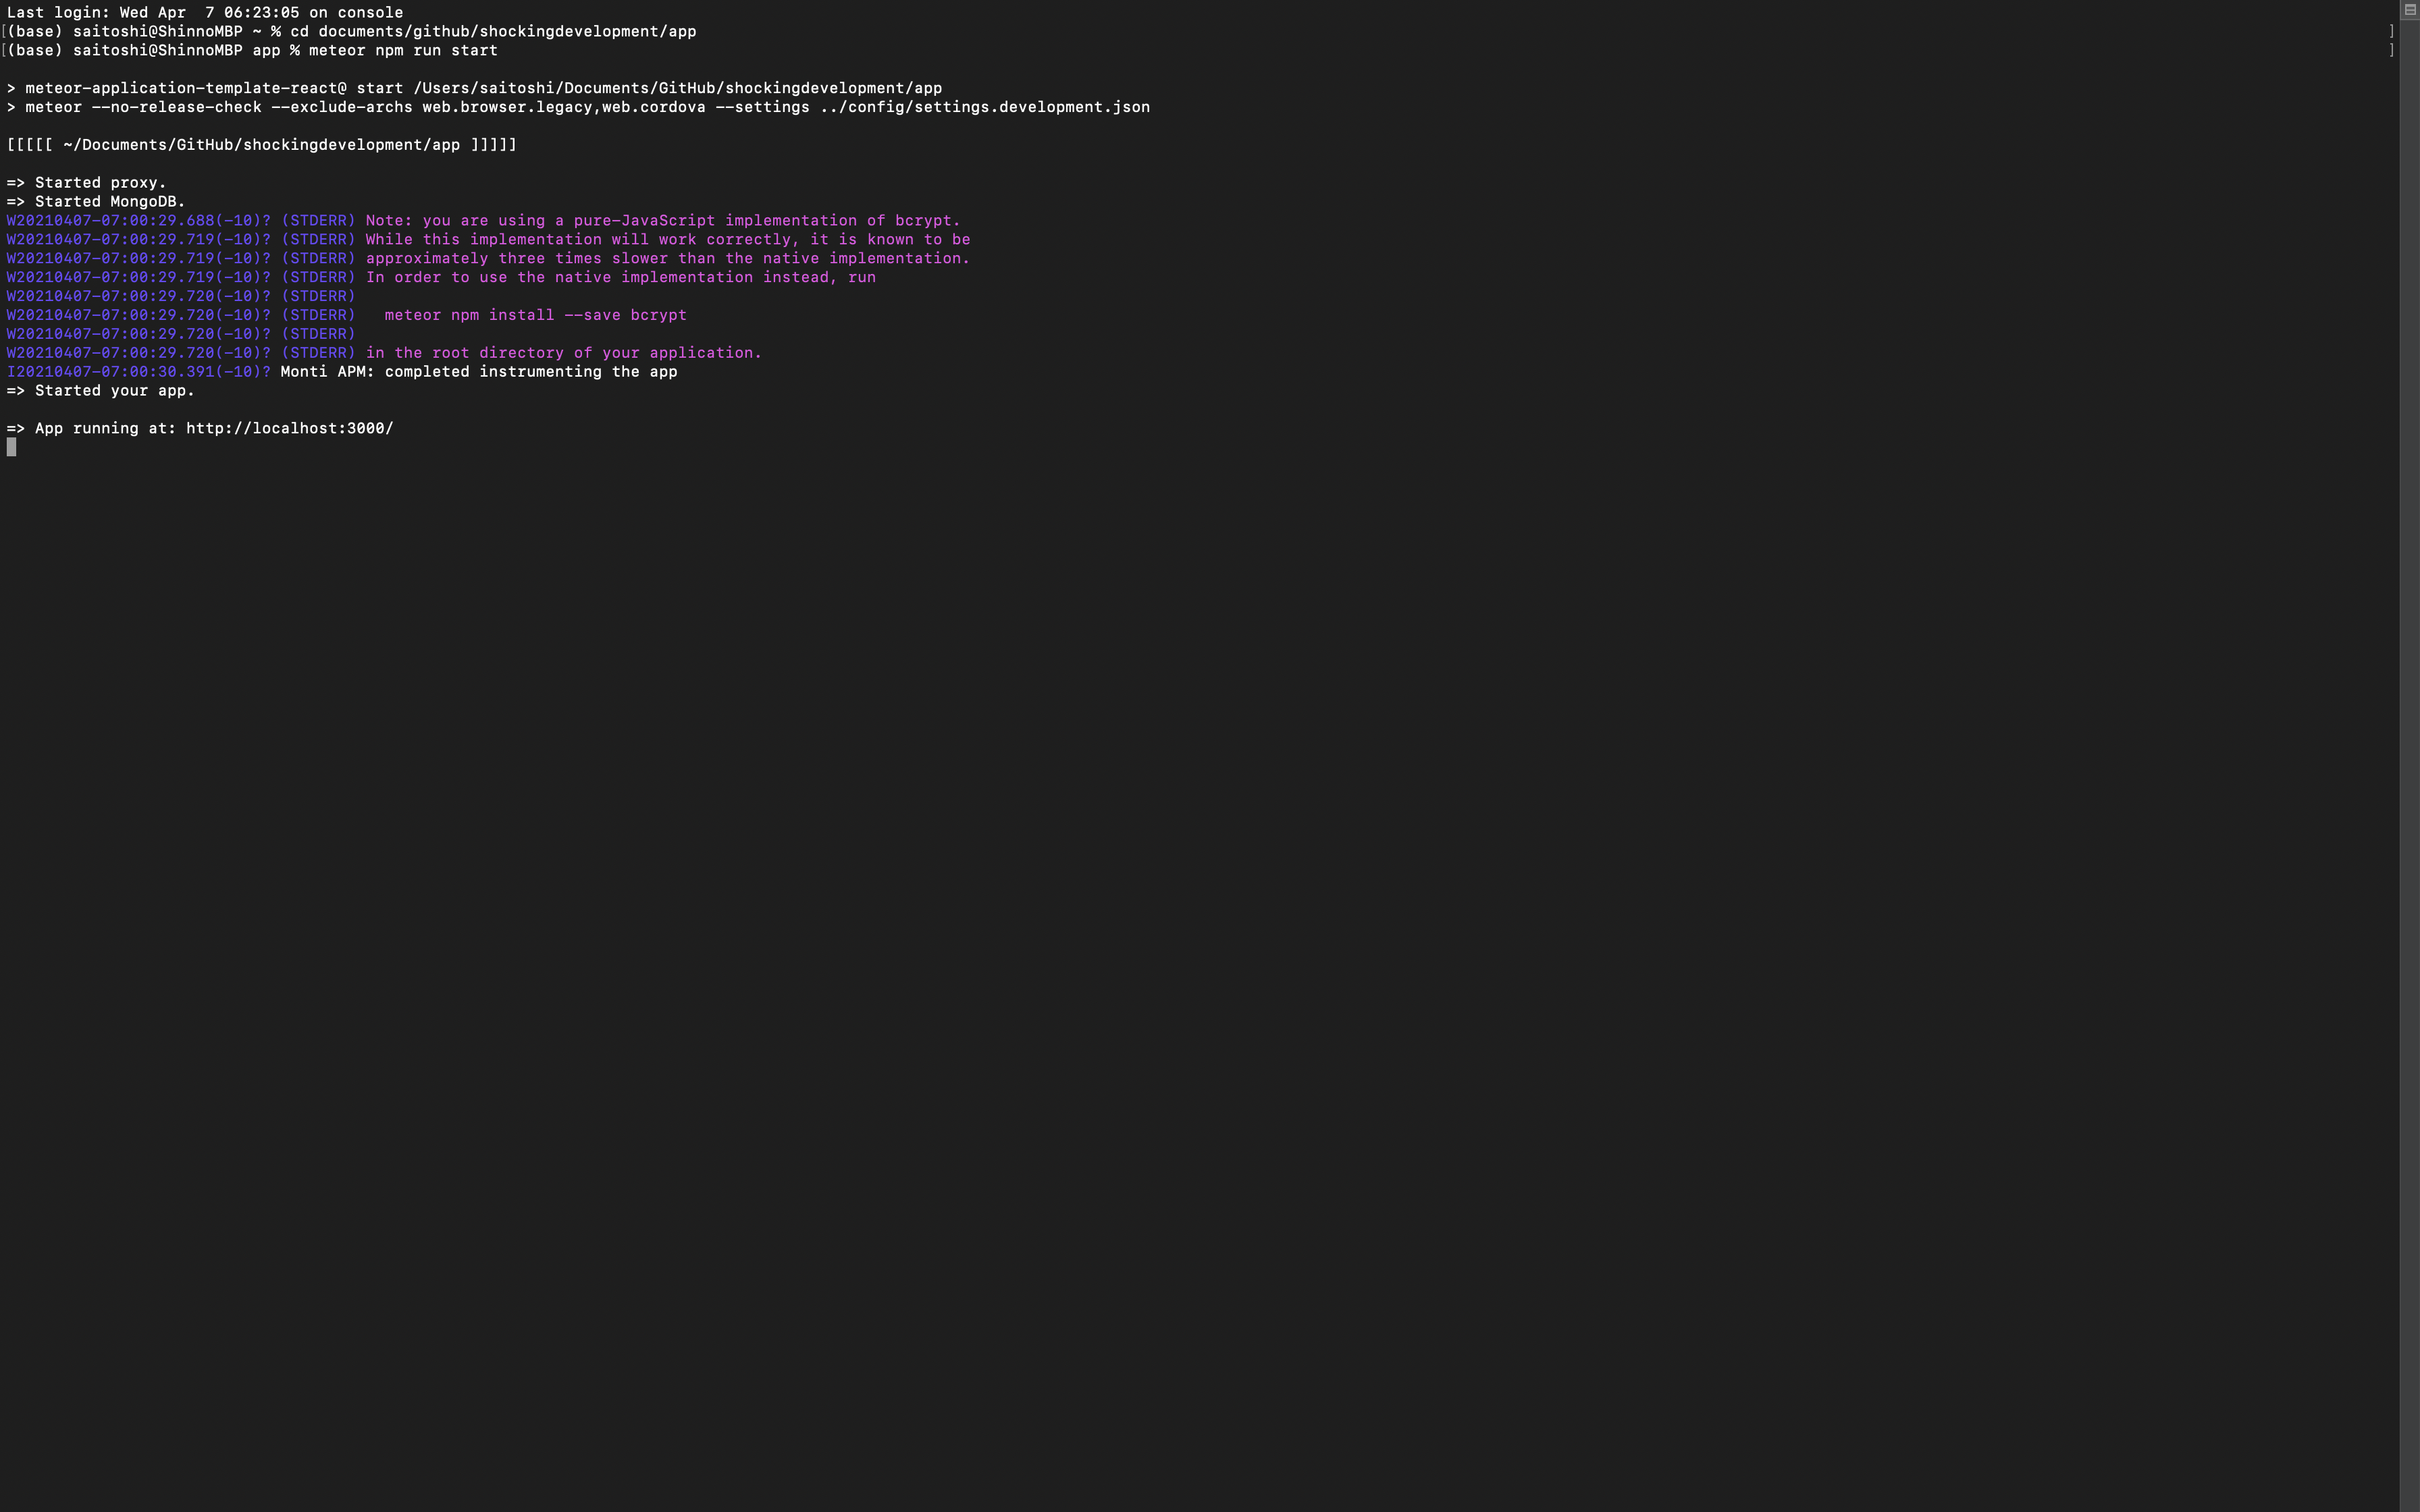 Last login: Wed Apr  7 06:23:05 on console
[(base) saitoshi@ShinnoMBP ~ % cd documents/github/shockingdevelopment/app ]
[(base) saitoshi@ShinnoMBP app % meteor npm run start ]
> meteor-application-template-react@ start /Users/saitoshi/Documents/GitHub/shockingdevelopment/app
> meteor --no-release-check --exclude-archs web.browser.legacy,web.cordova --settings ../config/settings.development.json
[[[[[ ~/Documents/GitHub/shockingdevelopment/app ]]]]]
=> Started proxy.
=> Started MongoDB.
W20210407-07:00:29.688(-10)? (STDERR) Note: you are using a pure-JavaScript implementation of bcrypt.
W20210407-07:00:29.719(-10)? (STDERR) While this implementation will work correctly, it is known to be
W20210407-07:00:29.719(-10)? (STDERR) approximately three times slower than the native implementation.
W20210407-07:00:29.719(-10)? (STDERR) In order to use the native implementation instead, run
W20210407-07:00:29.720(-10)? (STDERR)
W20210407-07:00:29.720(-10)? (STDERR)   meteor npm install --save bcrypt
W20210407-07:00:29.720(-10)? (STDERR)
W20210407-07:00:29.720(-10)? (STDERR) in the root directory of your application.
I20210407-07:00:30.391(-10)? Monti APM: completed instrumenting the app
=> Started your app.
=> App running at: http://localhost:3000/